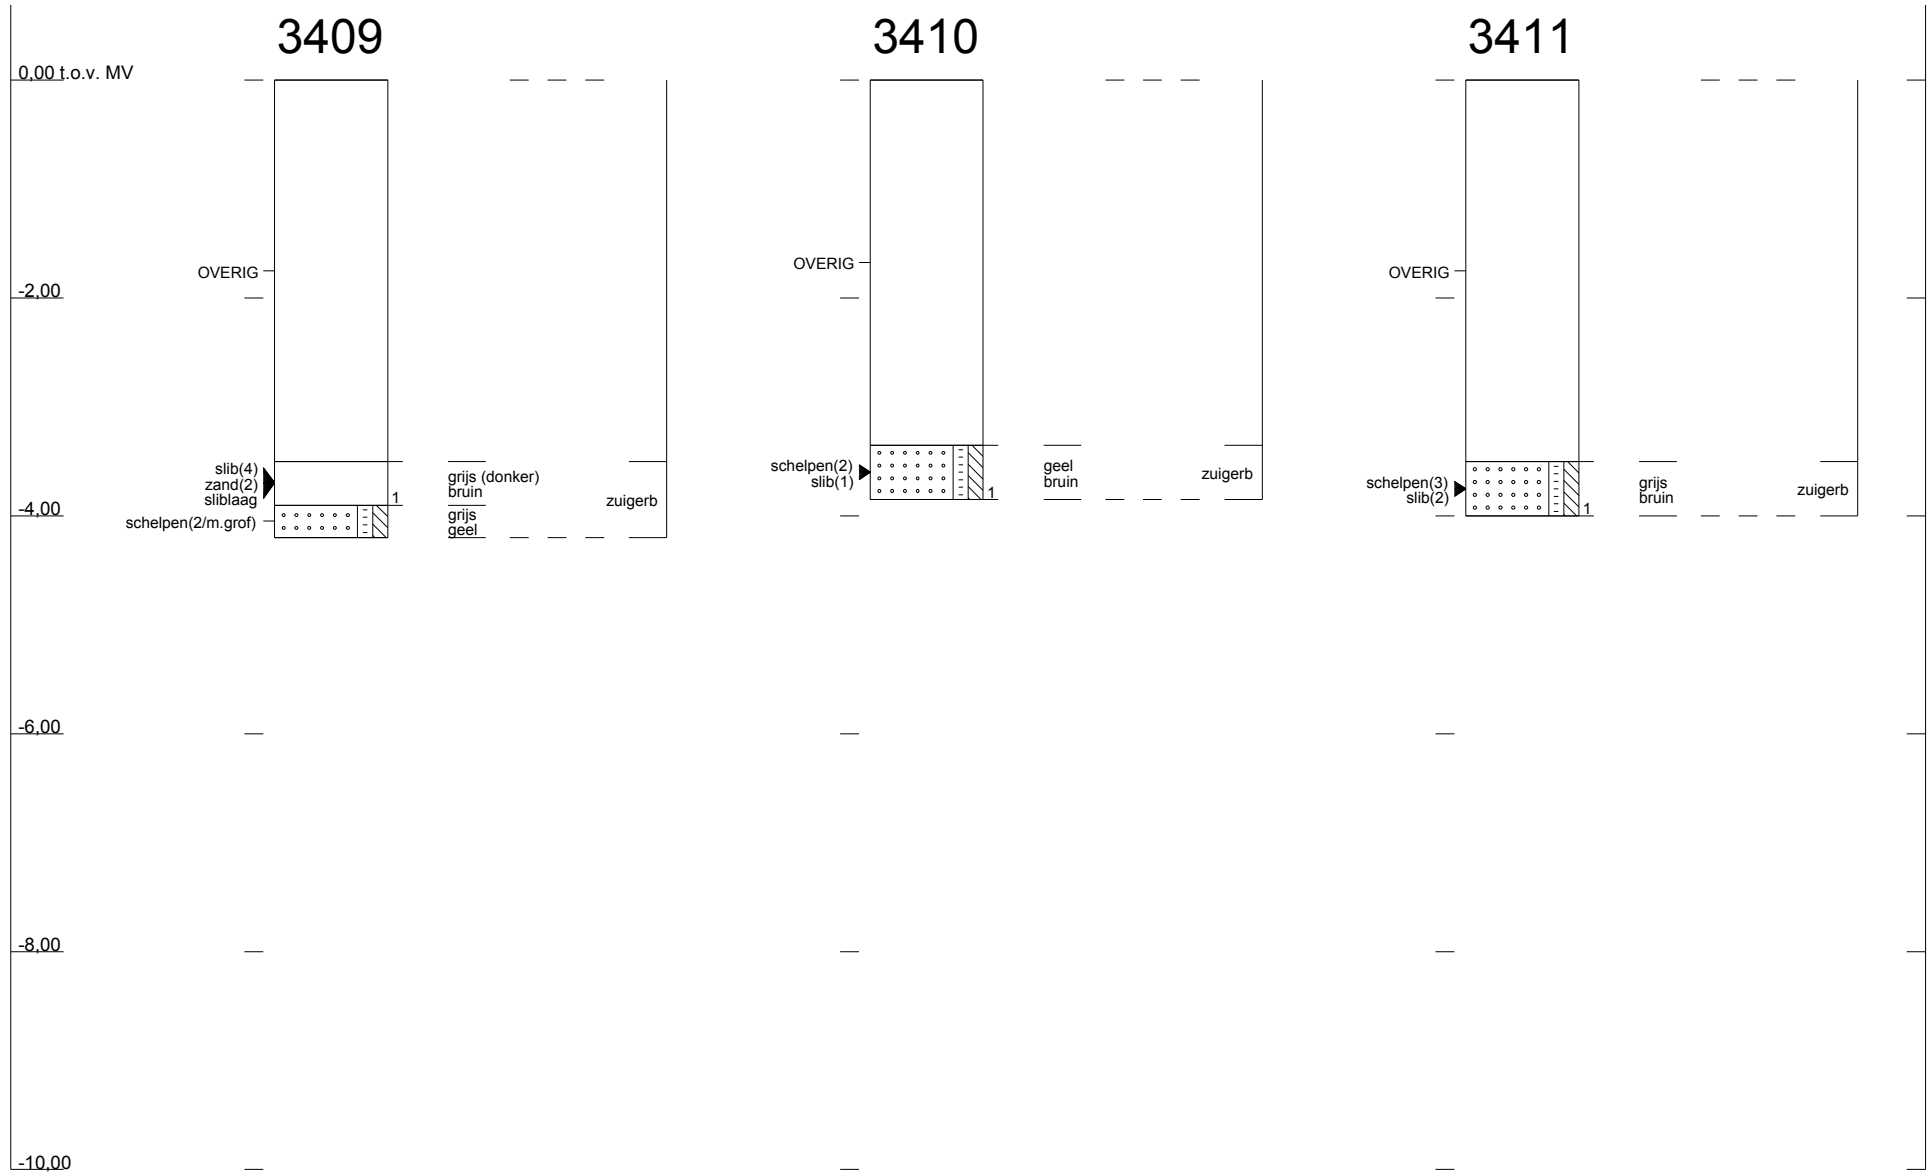 3409
3410
3411
0,00 t.o.v. MV
OVERIG
OVERIG
OVERIG
-2,00
slib(4)
zand(2)
sliblaag
1
grijs (donker)
bruin
zuigerb
schelpen(2/m.grof)
grijs
geel
schelpen(2)
slib(1)
1
geel
bruin
zuigerb
schelpen(3)
slib(2)
1
grijs
bruin
zuigerb
-4,00
-6,00
-8,00
-10,00